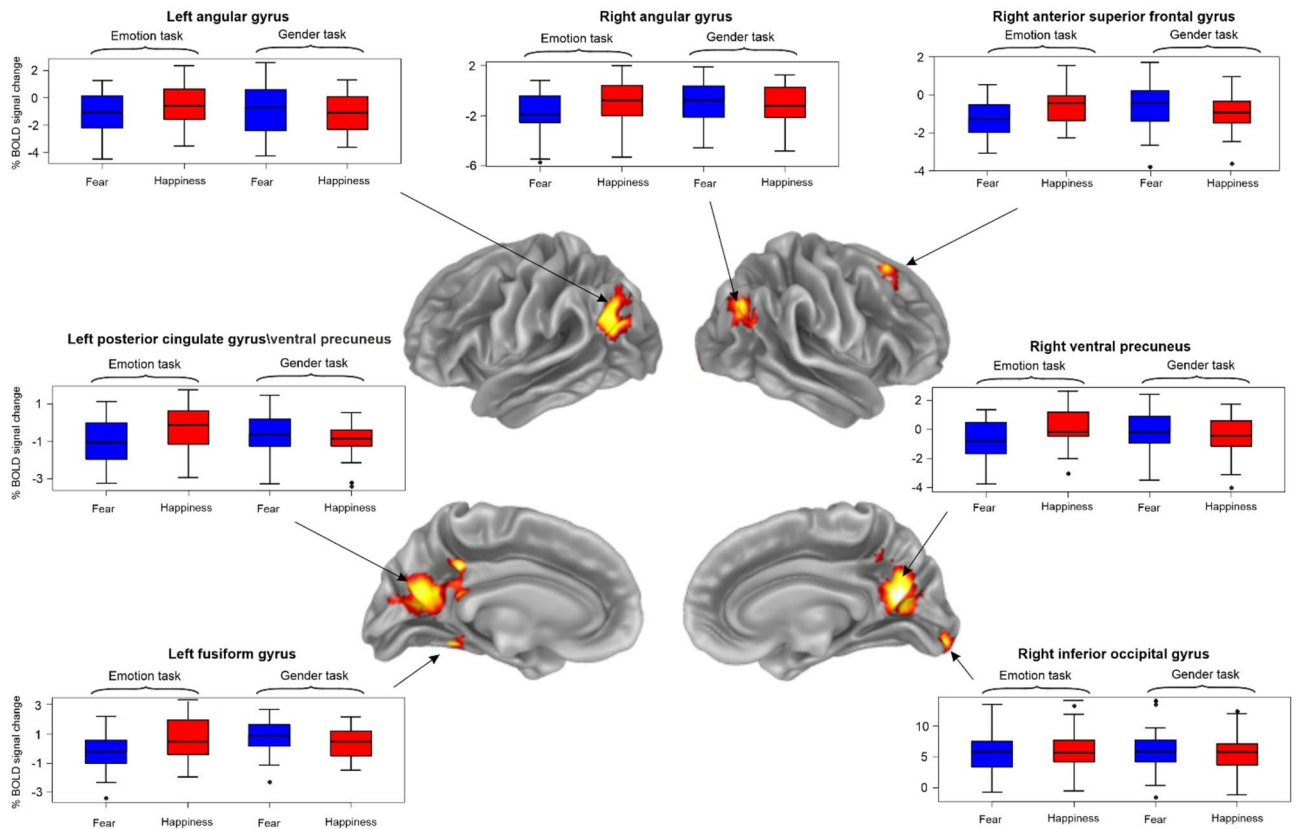 Left angular gyrus
Emotion task Gender task
% BOLD signal change
2
0
-2
-4
Fear Happiness Fear Happiness
Right angular gyrus
Emotion task Gender task
2
-2
-6
Fear Happiness Fear Happiness
Right anterior superior frontal gyrus
Emotion task Gender task
2
0
-2
-4
Fear Happiness Fear Happiness
Left posterior cingulate gyrus\ventral precuneus
Emotion task Gender task
% BOLD signal change
1
-1
-3
Fear Happiness Fear Happiness
Right ventral precuneus
Emotion task Gender task
2
0
-2
-4
Fear Happiness Fear Happiness
Left fusiform gyrus
Emotion task Gender task
% BOLD signal change
3
1
-1
-3
Fear Happiness Fear Happiness
Right inferior occipital gyrus
Emotion task Gender task
10
5
0
Fear Happiness Fear Happiness